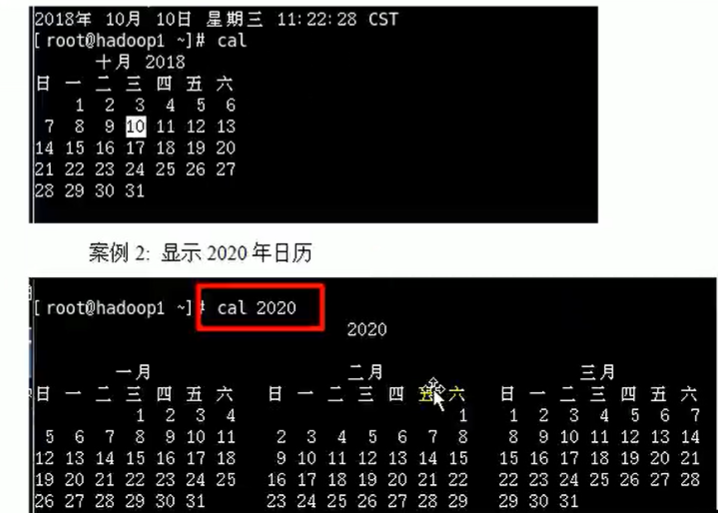 2018年 10月 10日 星期三 11:22:28 CST
[root@hadoop1 ~]# cal
十月 2018
日 一 二 三 四 五 六
1 2 3 4 5 6
7 8 9 10 11 12 13
14 15 16 17 18 19 20
21 22 23 24 25 26 27
28 29 30 31
案例2: 显示2020年日历
[root@hadoop1 ~]# cal 2020
2020
一月 二月 三月
日 一 二 三 四 五 六 日 一 二 三 四 五 六 日 一 二 三 四 五 六
1 2 3 4 1 1 2 3 4 5 6 7
5 6 7 8 9 10 11 2 3 4 5 6 7 8 8 9 10 11 12 13 14
12 13 14 15 16 17 18 9 10 11 12 13 14 15 15 16 17 18 19 20 21
19 20 21 22 23 24 25 16 17 18 19 20 21 22 22 23 24 25 26 27 28
26 27 28 29 30 31 23 24 25 26 27 28 29 29 30 31